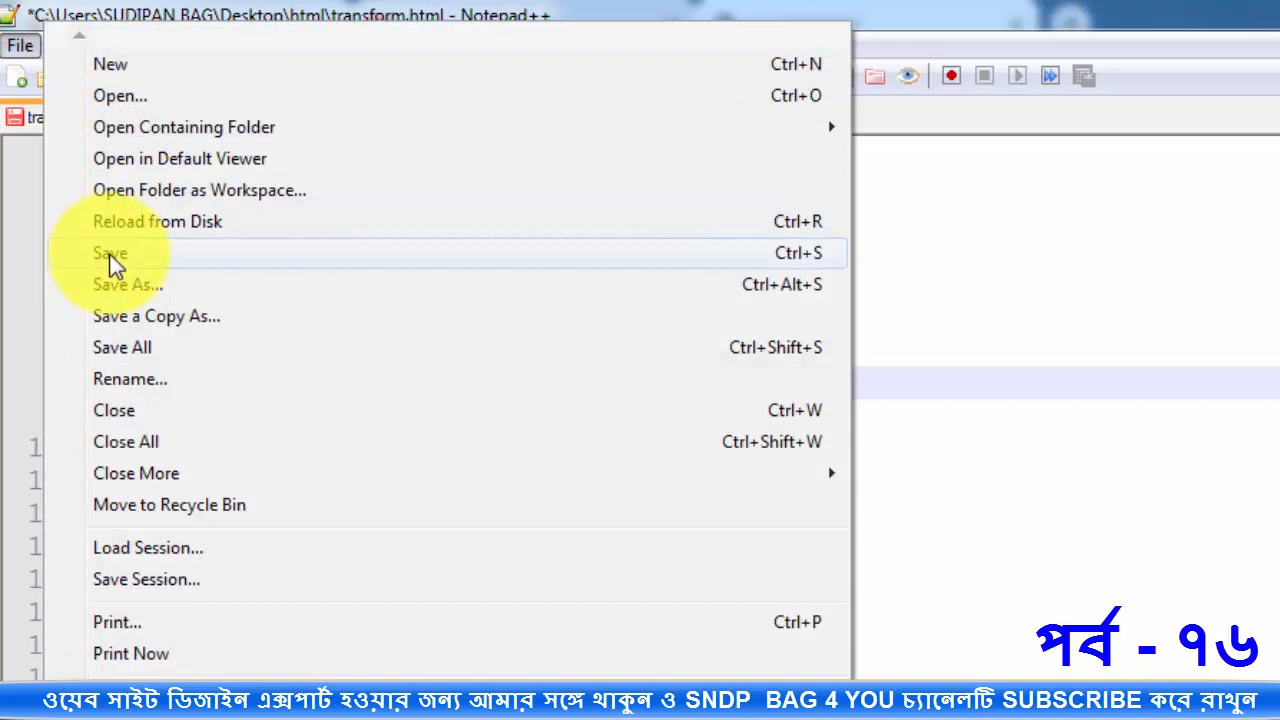 *C:\Users\SUDIPAN BAG\Desktop\html\transform.html - Notepad++
File
New Ctrl+N
Open... Ctrl+O
Open Containing Folder
Open in Default Viewer
Open Folder as Workspace...
Reload from Disk Ctrl+R
Save Ctrl+S
Save As... Ctrl+Alt+S
Save a Copy As...
Save All Ctrl+Shift+S
Rename...
Close Ctrl+W
Close All Ctrl+Shift+W
Close More
Move to Recycle Bin
Load Session...
Save Session...
Print... Ctrl+P
Print Now
পর্ব - ৭৬
ওয়েব সাইট ডিজাইন এক্সপার্ট হওয়ার জন্য আমার সঙ্গে থাকুন ও SNDP BAG 4 YOU চ্যানেলটি SUBSCRIBE করে রাখুন